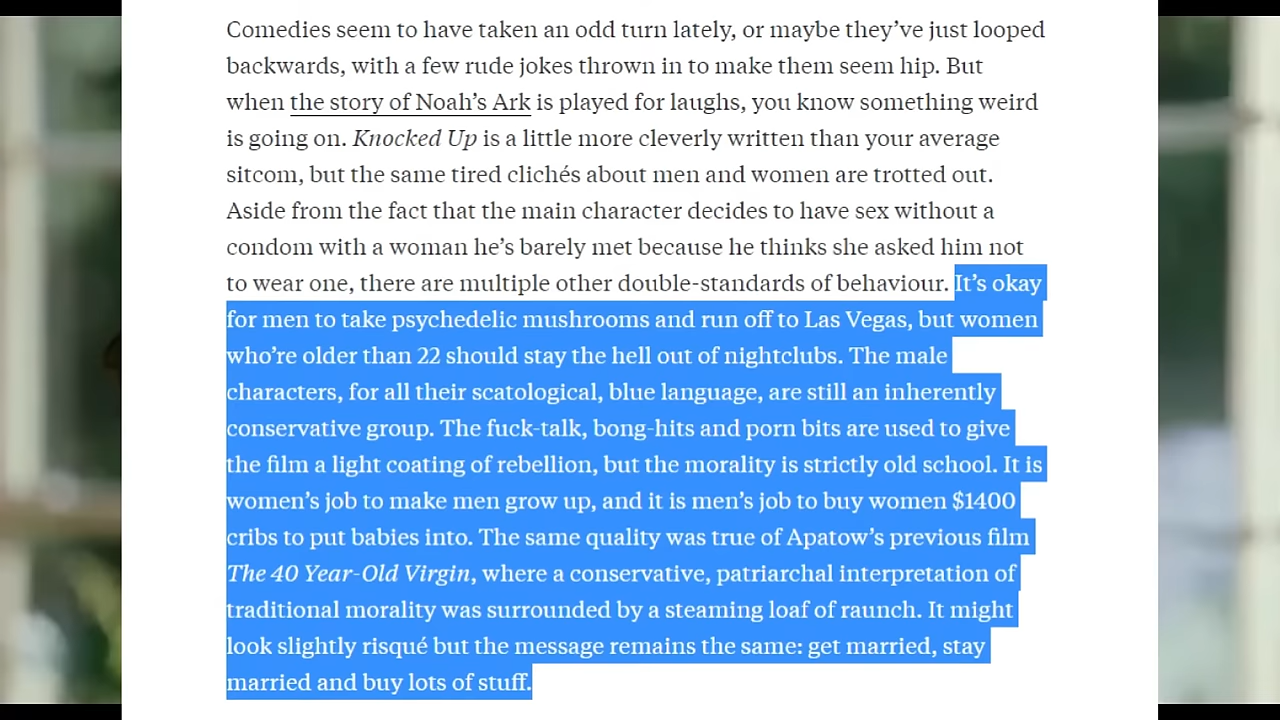 Comedies seem to have taken an odd turn lately, or maybe they’ve just looped
backwards, with a few rude jokes thrown in to make them seem hip. But
when the story of Noah’s Ark is played for laughs, you know something weird
is going on. Knocked Up is a little more cleverly written than your average
sitcom, but the same tired clichés about men and women are trotted out.
Aside from the fact that the main character decides to have sex without a
condom with a woman he’s barely met because he thinks she asked him not
to wear one, there are multiple other double-standards of behaviour. It’s okay
for men to take psychedelic mushrooms and run off to Las Vegas, but women
who’re older than 22 should stay the hell out of nightclubs. The male
characters, for all their scatological, blue language, are still an inherently
conservative group. The fuck-talk, bong-hits and porn bits are used to give
the film a light coating of rebellion, but the morality is strictly old school. It is
women’s job to make men grow up, and it is men’s job to buy women $1400
cribs to put babies into. The same quality was true of Apatow’s previous film
The 40 Year-Old Virgin, where a conservative, patriarchal interpretation of
traditional morality was surrounded by a steaming loaf of raunch. It might
look slightly risqué but the message remains the same: get married, stay
married and buy lots of stuff.